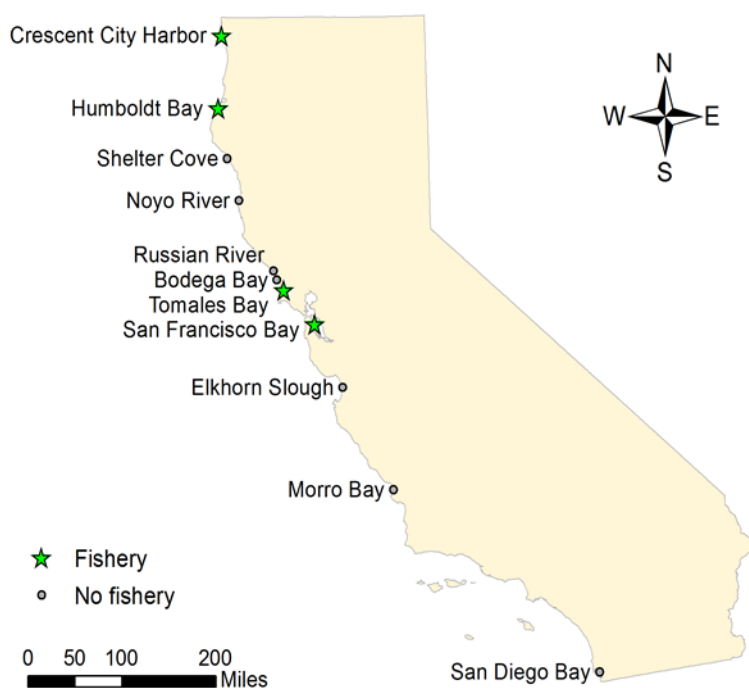 Crescent City Harbor
N
Humboldt Bay
W E
Shelter Cove
S
Noyo River
Russian River
Bodega Bay
Tomales Bay
San Francisco Bay
Elkhorn Slough
Morro Bay
Fishery
No fishery
0 50 100 200
Miles
San Diego Bay